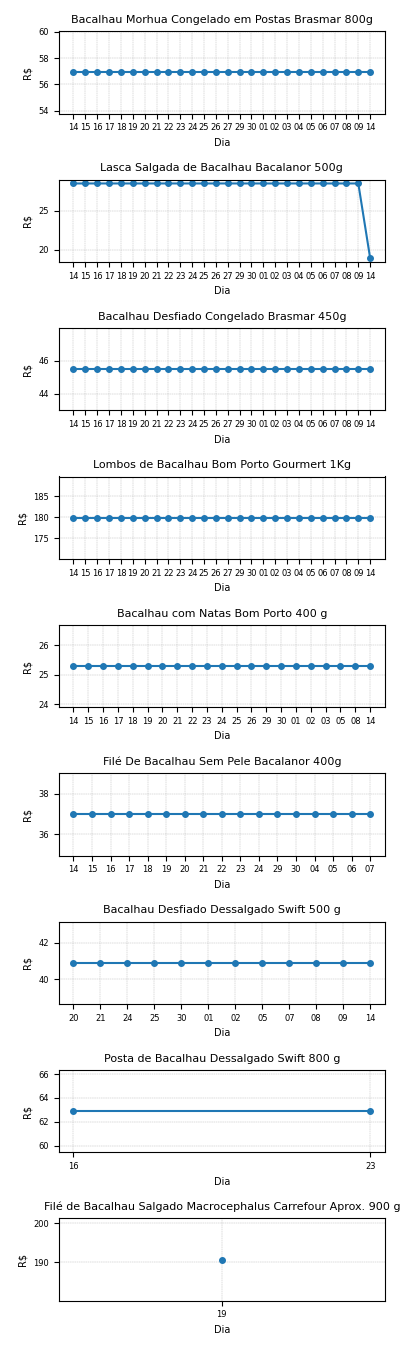 Bacalhau Morhua Congelado em Postas Brasmar 800g
60
58
56
54
R$
14 15 16 17 18 19 20 21 22 23 24 25 26 27 29 30 01 02 03 04 05 06 07 08 09 14
Dia
Lasca Salgada de Bacalhau Bacalanor 500g
25
20
R$
14 15 16 17 18 19 20 21 22 23 24 25 26 27 29 30 01 02 03 04 05 06 07 08 09 14
Dia
Bacalhau Desfiado Congelado Brasmar 450g
46
44
R$
14 15 16 17 18 19 20 21 22 23 24 25 26 27 29 30 01 02 03 04 05 06 07 08 09 14
Dia
Lombos de Bacalhau Bom Porto Gourmert 1Kg
185
180
175
R$
14 15 16 17 18 19 20 21 22 23 24 25 26 27 29 30 01 02 03 04 05 06 07 08 09 14
Dia
Bacalhau com Natas Bom Porto 400 g
26
25
24
R$
14 15 16 17 18 19 20 21 22 23 24 25 26 29 30 01 02 03 05 08 14
Dia
Filé De Bacalhau Sem Pele Bacalanor 400g
38
36
R$
14 15 16 17 18 19 20 21 22 23 24 29 30 04 05 06 07
Dia
Bacalhau Desfiado Dessalgado Swift 500 g
42
40
R$
20 21 24 25 30 01 02 05 07 08 09 14
Dia
Posta de Bacalhau Dessalgado Swift 800 g
66
64
62
60
R$
16 23
Dia
Filé de Bacalhau Salgado Macrocephalus Carrefour Aprox. 900 g
200
190
R$
19
Dia